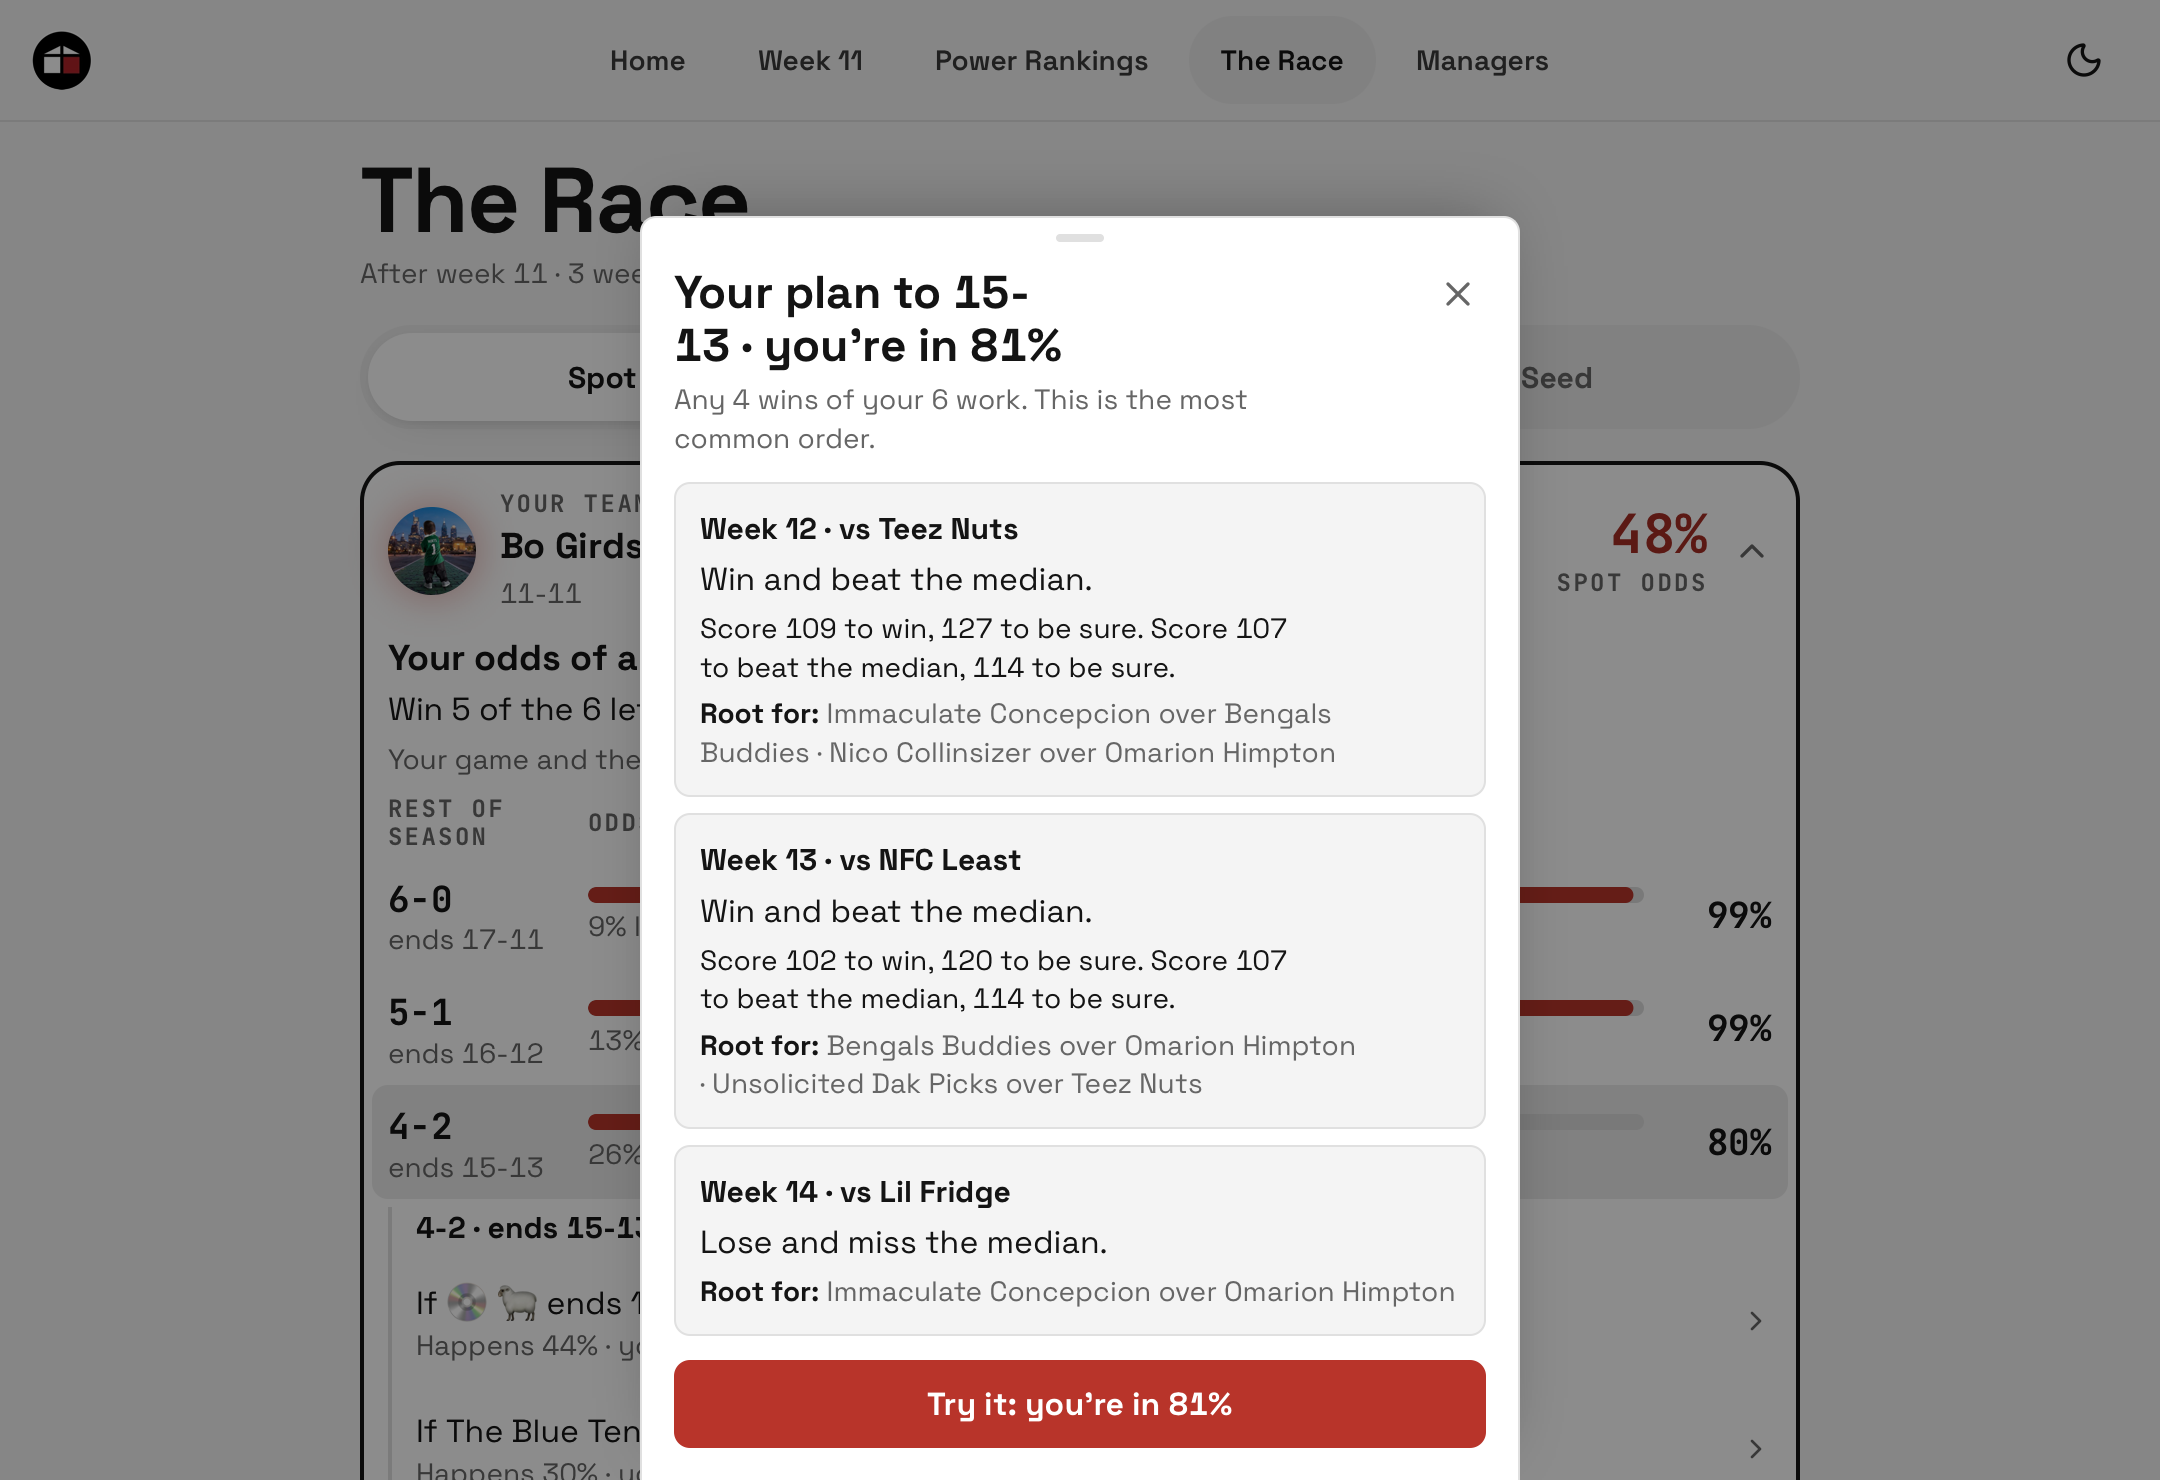 Home Week 11 Power Rankings The Race Managers
The Race
After week 11 · 3 wee
Spot
Seed
YOUR TEAM
Bo Girds
11-11
48%
SPOT ODDS
Your odds of a
Win 5 of the 6
Your game and the
REST OF
SEASON
ODD
6-0
ends 17-11
9%
99%
5-1
ends 16-12
13%
99%
4-2
ends 15-13
26%
80%
4-2 · ends 15-13
If 💿 🐑 ends 1
Happens 44% ·
If The Blue Ten
Happens 30% ·
Your plan to 15-
13 · you’re in 81%
Any 4 wins of your 6 work. This is the most
common order.
Week 12 · vs Teez Nuts
Win and beat the median.
Score 109 to win, 127 to be sure. Score 107
to beat the median, 114 to be sure.
Root for: Immaculate Concepcion over Bengals
Buddies · Nico Collinsizer over Omarion Himpton
Week 13 · vs NFC Least
Win and beat the median.
Score 102 to win, 120 to be sure. Score 107
to beat the median, 114 to be sure.
Root for: Bengals Buddies over Omarion Himpton
· Unsolicited Dak Picks over Teez Nuts
Week 14 · vs Lil Fridge
Lose and miss the median.
Root for: Immaculate Concepcion over Omarion Himpton
Try it: you’re in 81%